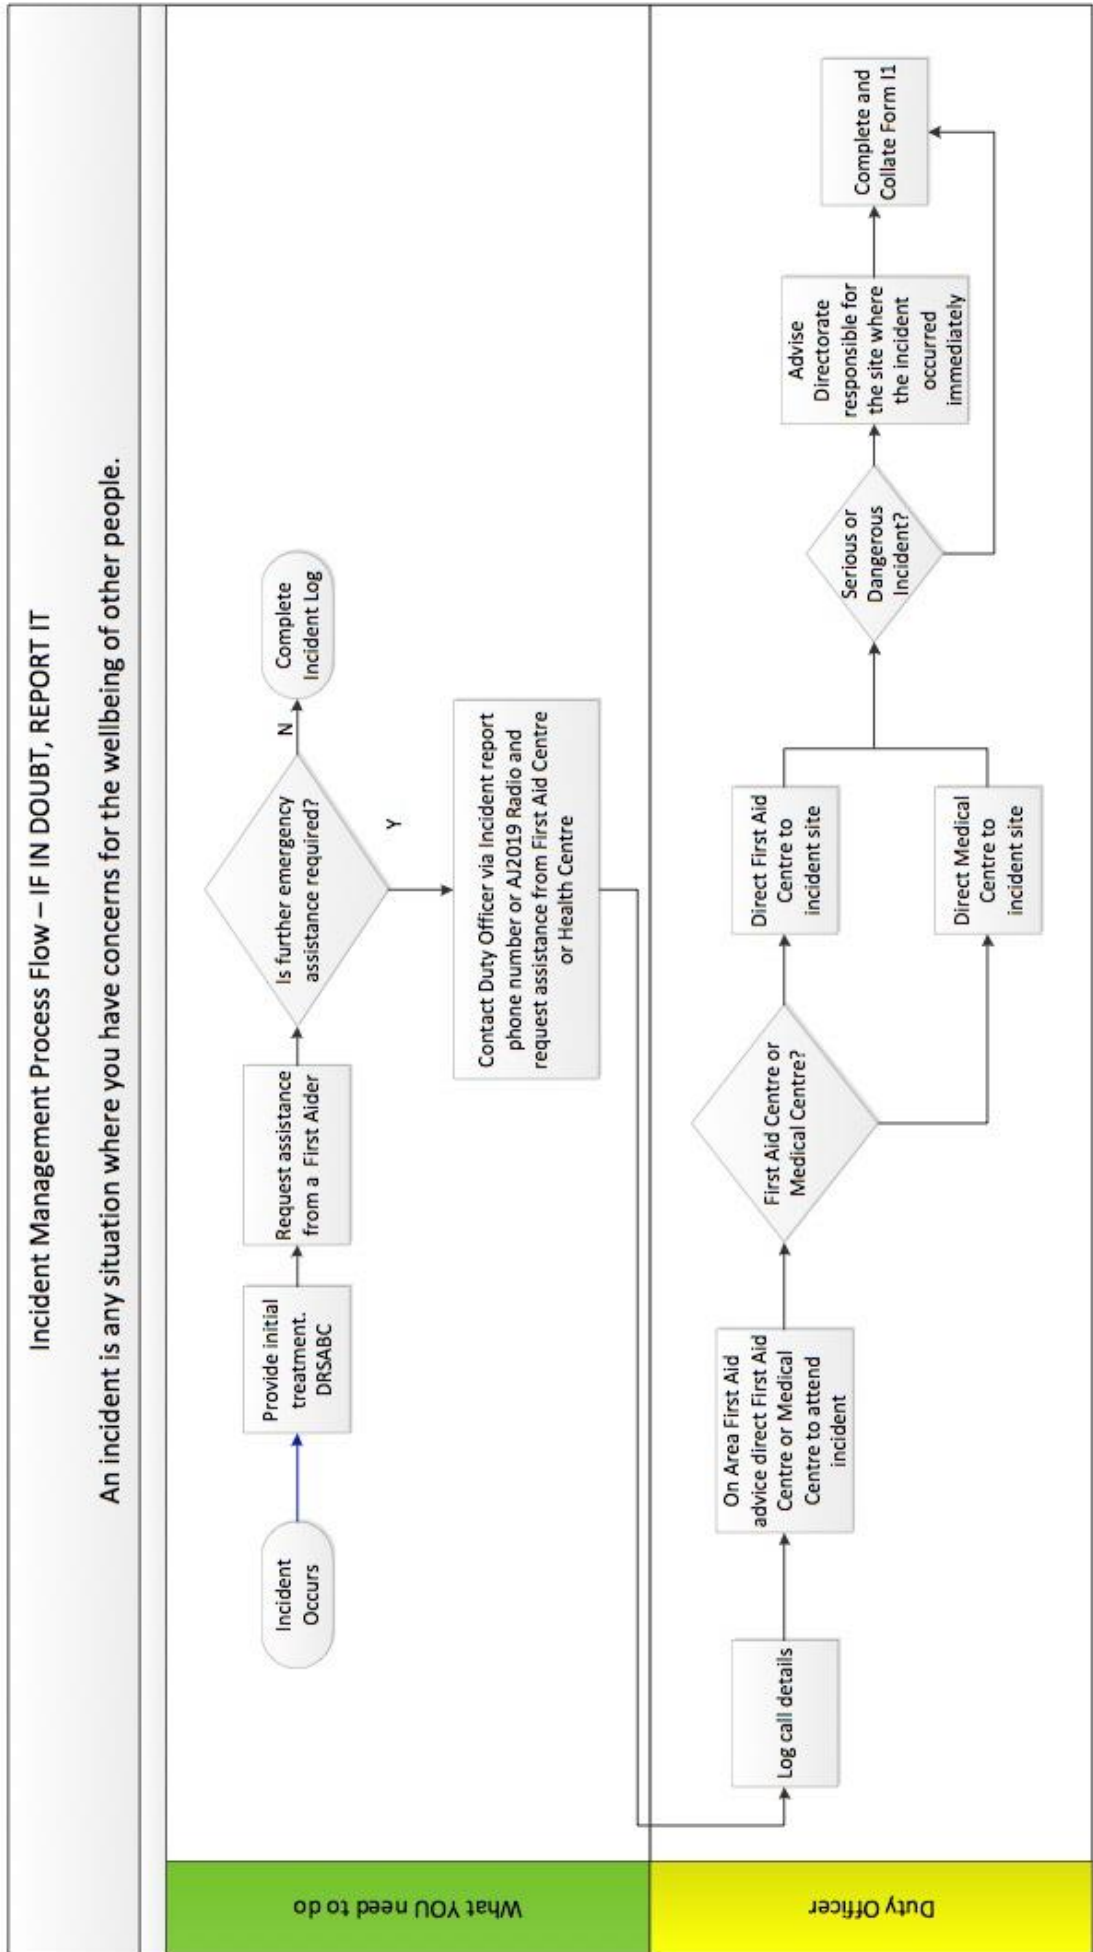 Incident Management Process Flow – IF IN DOUBT, REPORT IT
An incident is any situation where you have concerns for the wellbeing of other people.
What YOU need to do
Incident
Occurs
Provide initial
treatment.
DRSABC
Request assistance
from a First Aider
Is further emergency
assistance required?
N
Complete
Incident Log
Y
Contact Duty Officer via Incident report
phone number or AJ2019 Radio and
request assistance from First Aid Centre
or Health Centre
Duty Officer
Log call details
On Area First Aid
advice direct First Aid
Centre or Medical
Centre to attend
incident
First Aid Centre or
Medical Centre?
Direct First Aid
Centre to
incident site
Direct Medical
Centre to
incident site
Serious or
Dangerous
Incident?
Advise
Directorate
responsible for
the site where
the incident
occurred
immediately
Complete and
Collate Form I1